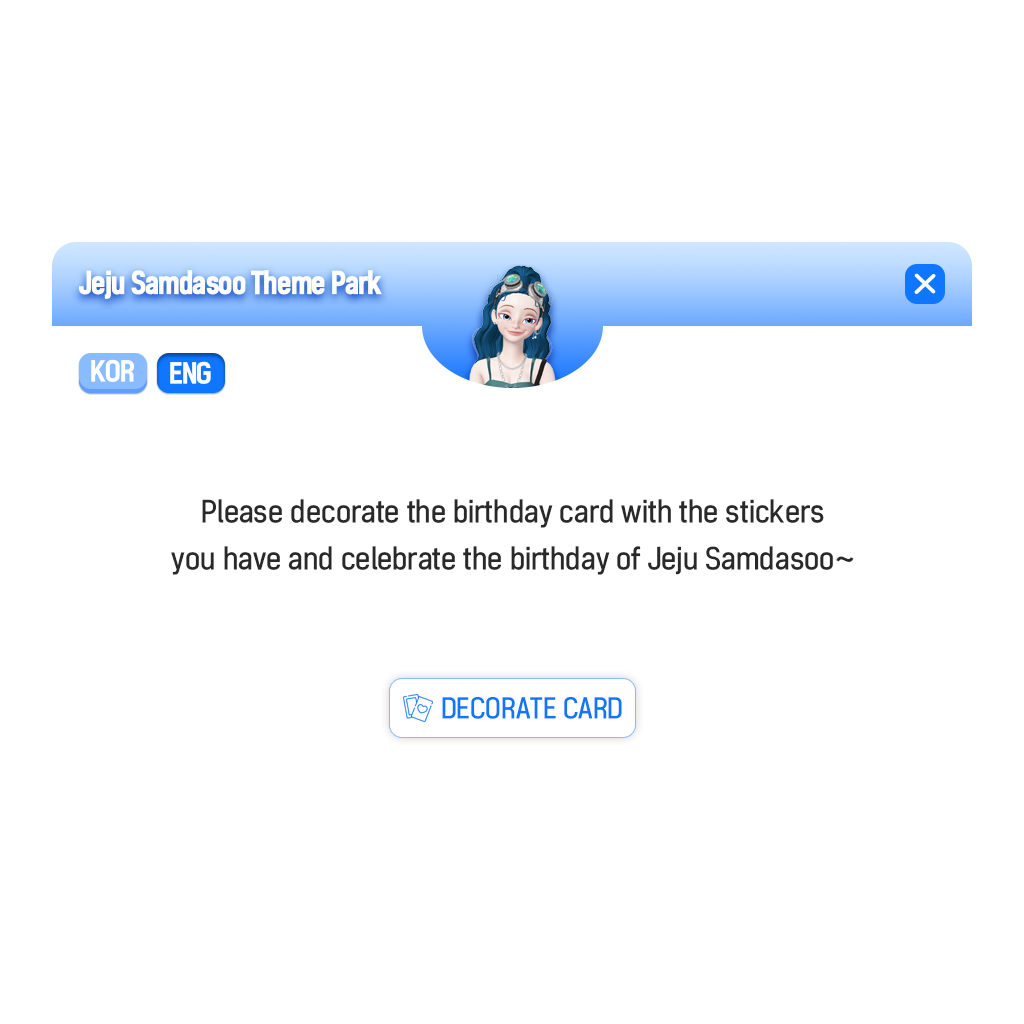 Jeju Samdasoo Theme Park
KOR ENG
Please decorate the birthday card with the stickers
you have and celebrate the birthday of Jeju Samdasoo~
DECORATE CARD